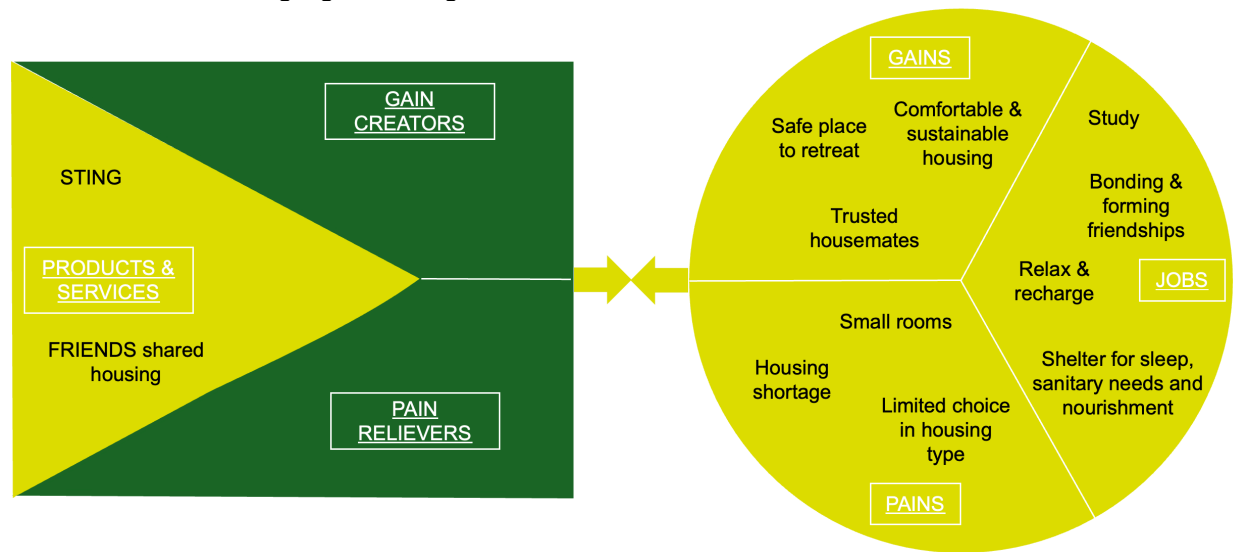 GAIN
CREATORS
STING
PRODUCTS &
SERVICES
FRIENDS shared
housing
PAIN
RELIEVERS
GAINS
Safe place
to retreat
Comfortable &
sustainable
housing
Trusted
housemates
Study
Bonding &
forming
friendships
Relax &
recharge
JOBS
Shelter for sleep,
sanitary needs and
nourishment
Small rooms
Housing
shortage
Limited choice
in housing
type
PAINS